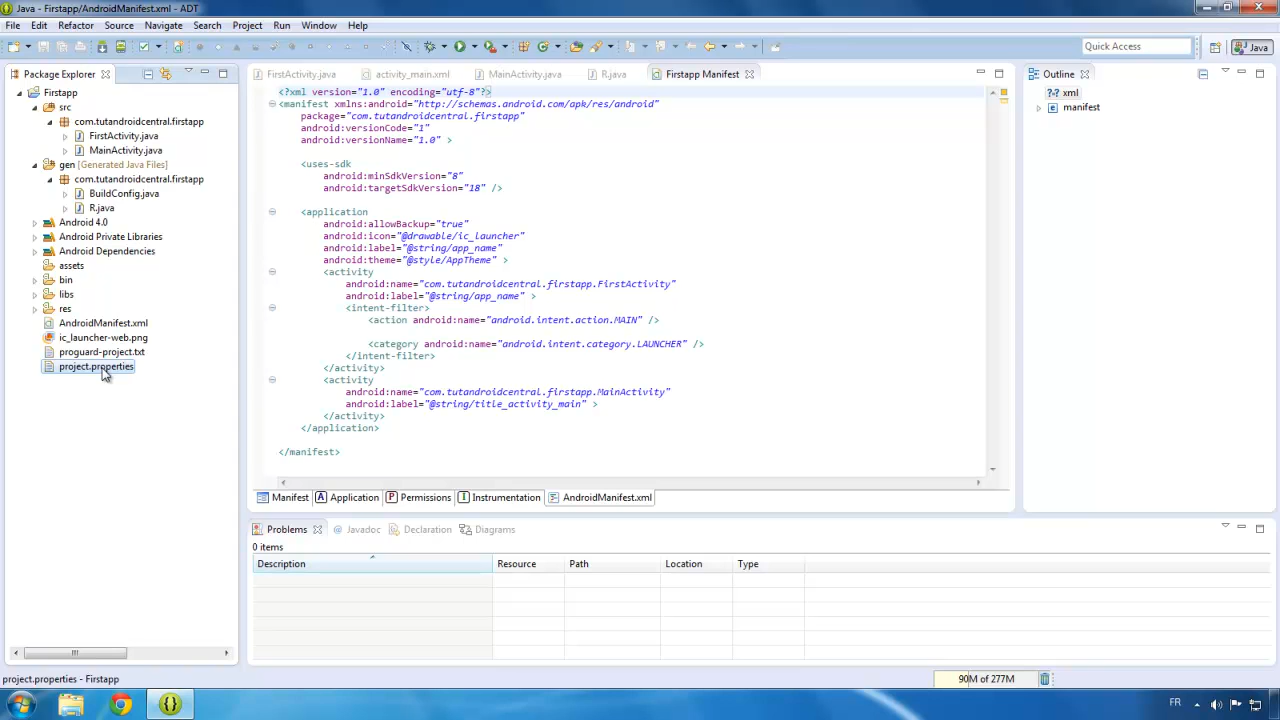 Java - Firstapp/AndroidManifest.xml - ADT
File Edit Refactor Source Navigate Search Project Run Window Help
Quick Access
Java
Package Explorer
FirstActivity.java
activity_main.xml
MainActivity.java
R.java
Firstapp Manifest
Outline
Firstapp
src
com.tutandroidcentral.firstapp
FirstActivity.java
MainActivity.java
gen [Generated Java Files]
com.tutandroidcentral.firstapp
BuildConfig.java
R.java
Android 4.0
Android Private Libraries
Android Dependencies
assets
bin
libs
res
AndroidManifest.xml
ic_launcher-web.png
proguard-project.txt
project.properties
<?xml version="1.0" encoding="utf-8"?>
<manifest xmlns:android="http://schemas.android.com/apk/res/android"
package="com.tutandroidcentral.firstapp"
android:versionCode="1"
android:versionName="1.0" >
<uses-sdk
android:minSdkVersion="8"
android:targetSdkVersion="18" />
<application
android:allowBackup="true"
android:icon="@drawable/ic_launcher"
android:label="@string/app_name"
android:theme="@style/AppTheme" >
<activity
android:name="com.tutandroidcentral.firstapp.FirstActivity"
android:label="@string/app_name" >
<intent-filter>
<action android:name="android.intent.action.MAIN" />
<category android:name="android.intent.category.LAUNCHER" />
</intent-filter>
</activity>
<activity
android:name="com.tutandroidcentral.firstapp.MainActivity"
android:label="@string/title_activity_main" >
</activity>
</application>
</manifest>
xml
manifest
Manifest
Application
Permissions
Instrumentation
AndroidManifest.xml
Problems
Javadoc
Declaration
Diagrams
0 items
Description Resource Path Location Type
project.properties - Firstapp
90M of 277M
FR